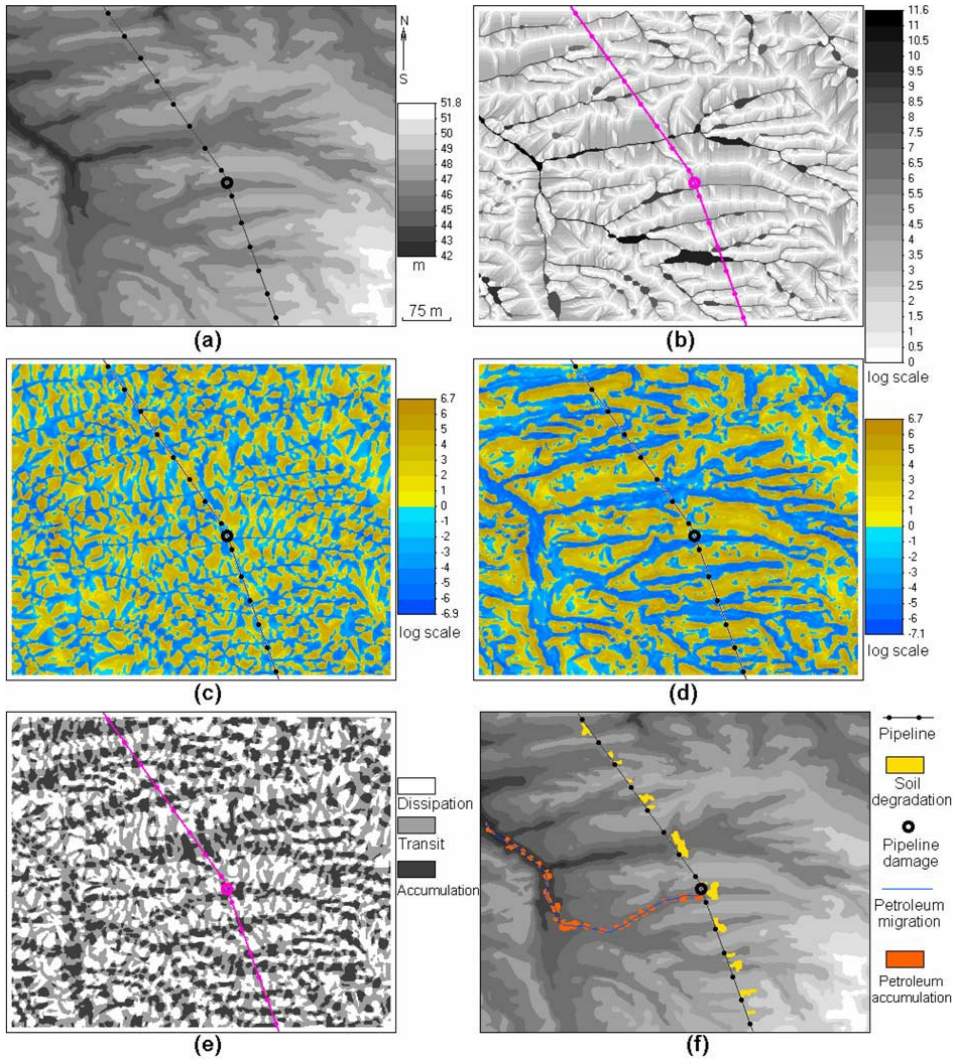 N
S
51.8
51
50
49
48
47
46
45
44
43
42
m
75 m
(a)
11.6
11
10.5
10
9.5
9
8.5
8
7.5
7
6.5
6
5.5
5
4.5
4
3.5
3
2.5
2
1.5
1
0
log scale
(b)
6.7
6
5
4
3
2
1
0
-1
-2
3
-4
-5
-6
-6.9
log scale
(c)
6.7
6
5
4
3
2
1
0
-1
-2
3
-4
-5
-6
-7.1
log scale
(d)
Dissipation
Transit
Accumulation
(e)
Pipeline
Soil
degradation
Pipeline
damage
Petroleum
migration
Petroleum
accumulation
(f)